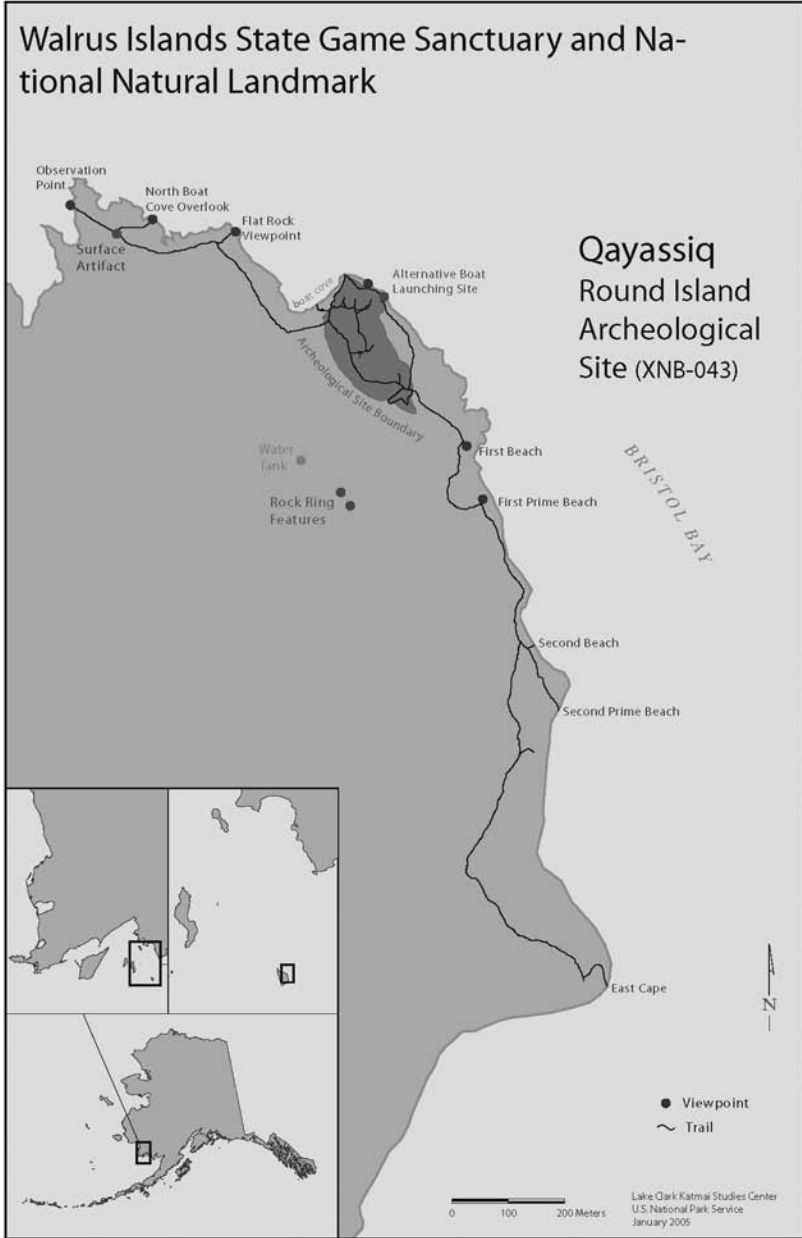 Walrus Islands State Game Sanctuary and Na-
tional Natural Landmark
Observation
Point
North Boat
Cove Overlook
Flat Rock
Viewpoint
Surface
Artifact
boat cove
Alternative Boat
Launching Site
Qayassiq
Round Island
Archeological
Site (XNB-043)
Archeological Site Boundary
First Beach
Water
Tank
Rock Ring
Features
First Prime Beach
BRISTOL BAY
Second Beach
Second Prime Beach
East Cape
N
Viewpoint
Trail
0 100 200 Meters
Lake Clark Katmai Studies Center
U.S. National Park Service
January 2005